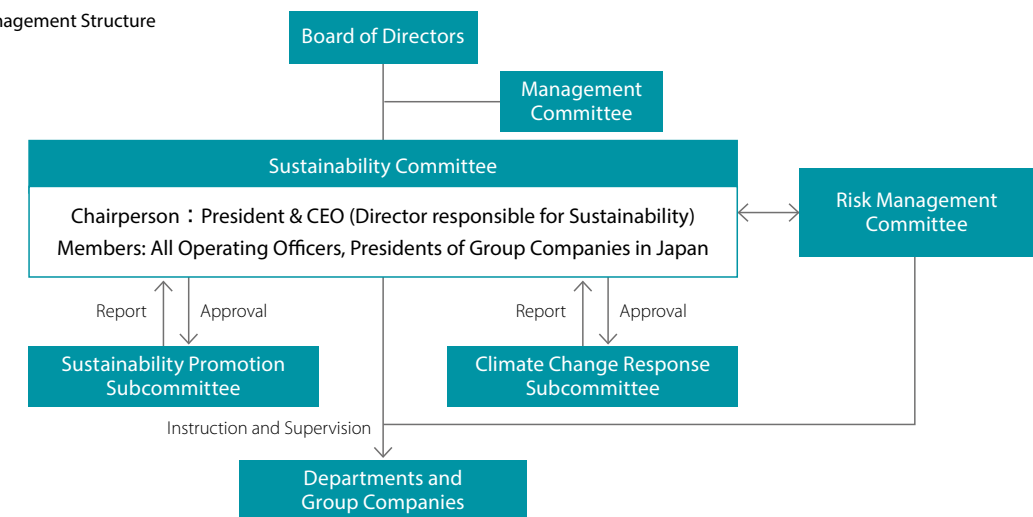 nagement Structure
Board of Directors
Management
Committee
Sustainability Committee
Chairperson：President & CEO (Director responsible for Sustainability)
Members: All Operating Officers, Presidents of Group Companies in Japan
Risk Management
Committee
Report
Approval
Report
Approval
Sustainability Promotion
Subcommittee
Climate Change Response
Subcommittee
Instruction and Supervision
Departments and
Group Companies